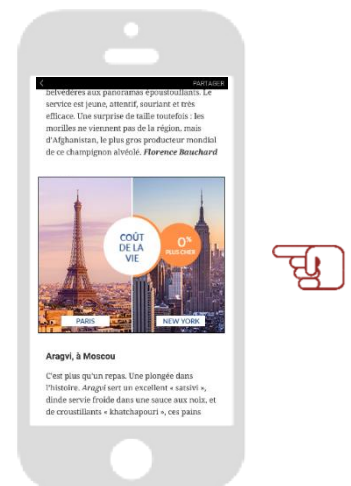 PARTAGER
belvédères aux panoramas époustouflants. Le
service est jeune, attentif, souriant et très
efficace. Une surprise de taille toutefois : les
morilles ne viennent pas de la région, mais
d'Afghanistan, le plus gros producteur mondial
de ce champignon alvéolé. Florence Bauchard
COÛT
DE LA
VIE
0%
PLUS CHER
PARIS
NEW YORK
Aragvi, à Moscou
C'est plus qu'un repas. Une plongée dans
l'histoire. Aragvi sert un excellent « satsivi »,
dinde servie froide dans une sauce aux noix, et
de croustillants « khatchapouri », ces pains